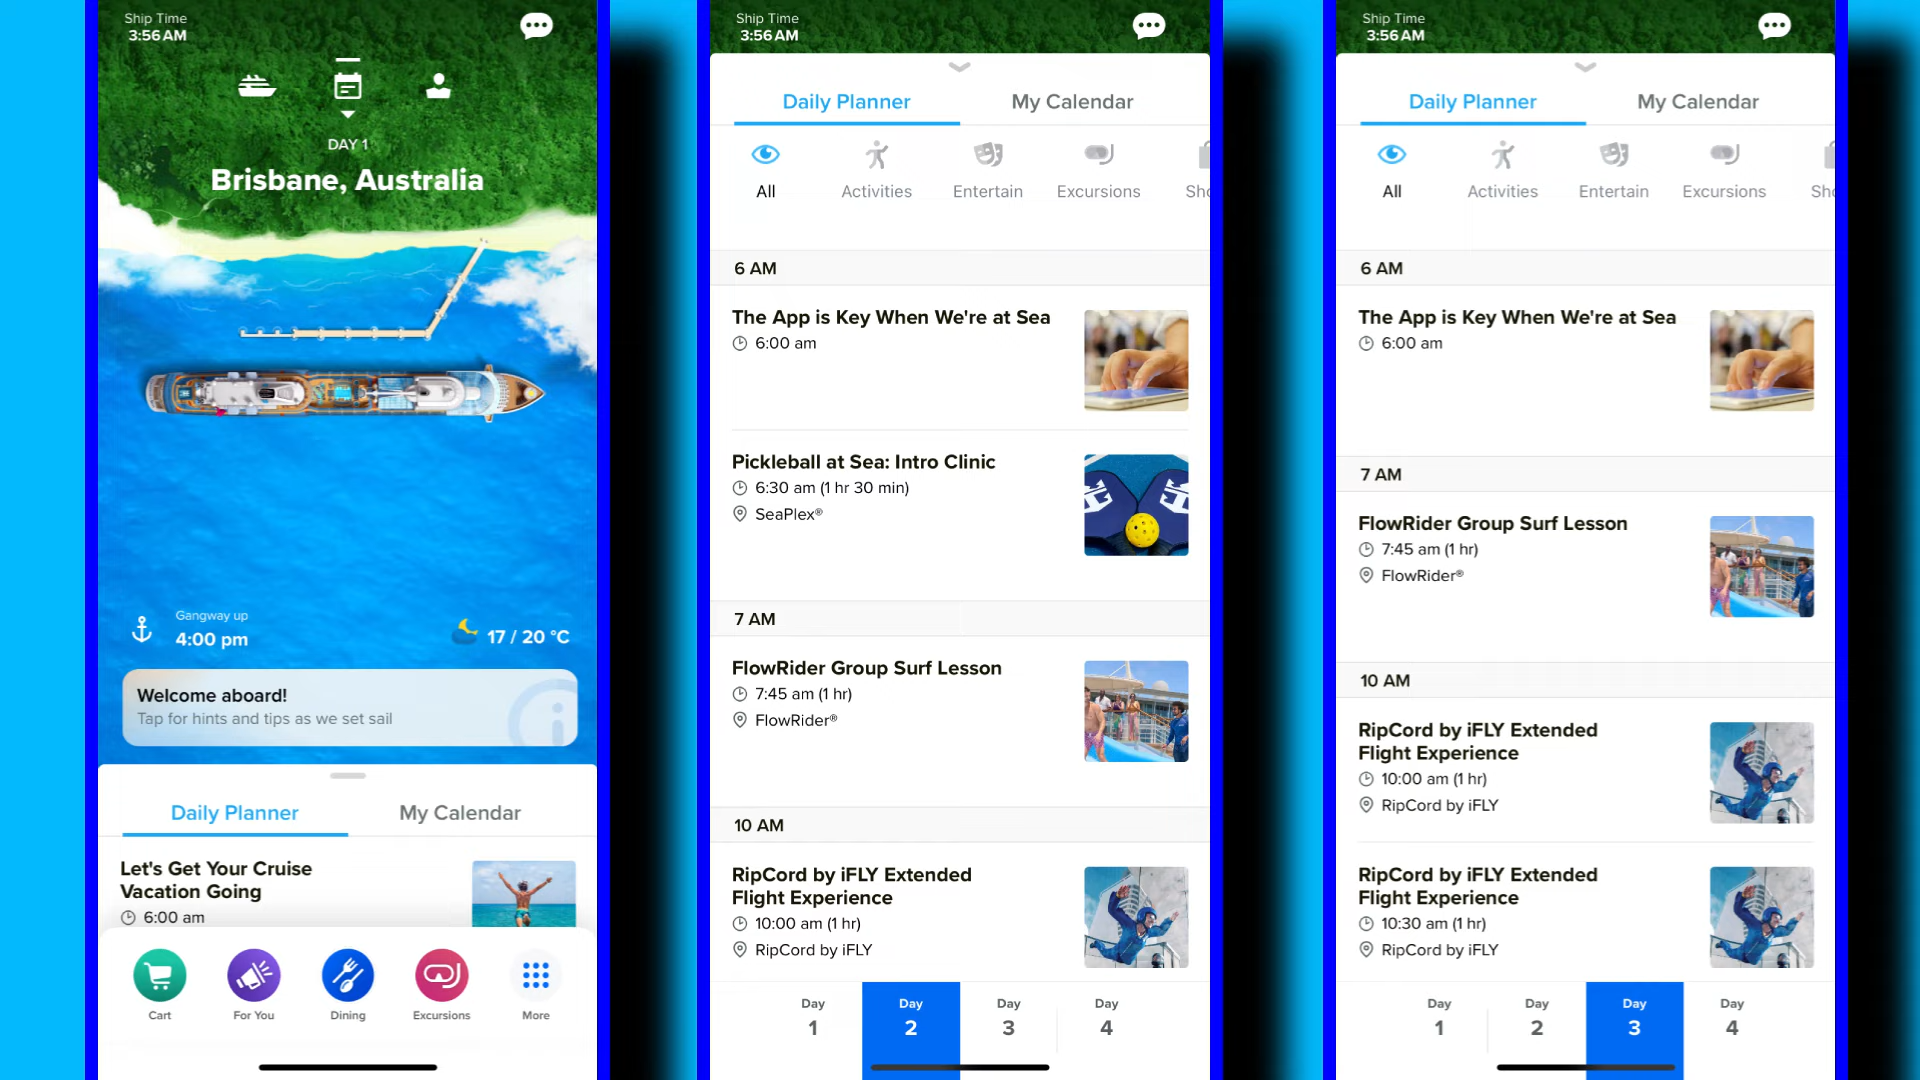 Ship Time
3:56 AM
DAY 1
Brisbane, Australia
Gangway up
4:00 pm
17 / 20 °C
Welcome aboard!
Tap for hints and tips as we set sail
Daily Planner
My Calendar
Let's Get Your Cruise
Vacation Going
6:00 am
Cart
For You
Dining
Excursions
More
Ship Time
3:56 AM
Daily Planner
My Calendar
All
Activities
Entertain
Excursions
Sho
6 AM
The App is Key When We're at Sea
6:00 am
Pickleball at Sea: Intro Clinic
6:30 am (1 hr 30 min)
SeaPlex®
7 AM
FlowRider Group Surf Lesson
7:45 am (1 hr)
FlowRider®
10 AM
RipCord by iFLY Extended
Flight Experience
10:00 am (1 hr)
RipCord by iFLY
Day
1
Day
2
Day
3
Day
4
Ship Time
3:56 AM
Daily Planner
My Calendar
All
Activities
Entertain
Excursions
Sho
6 AM
The App is Key When We're at Sea
6:00 am
7 AM
FlowRider Group Surf Lesson
7:45 am (1 hr)
FlowRider®
10 AM
RipCord by iFLY Extended
Flight Experience
10:00 am (1 hr)
RipCord by iFLY
RipCord by iFLY Extended
Flight Experience
10:30 am (1 hr)
RipCord by iFLY
Day
1
Day
2
Day
3
Day
4